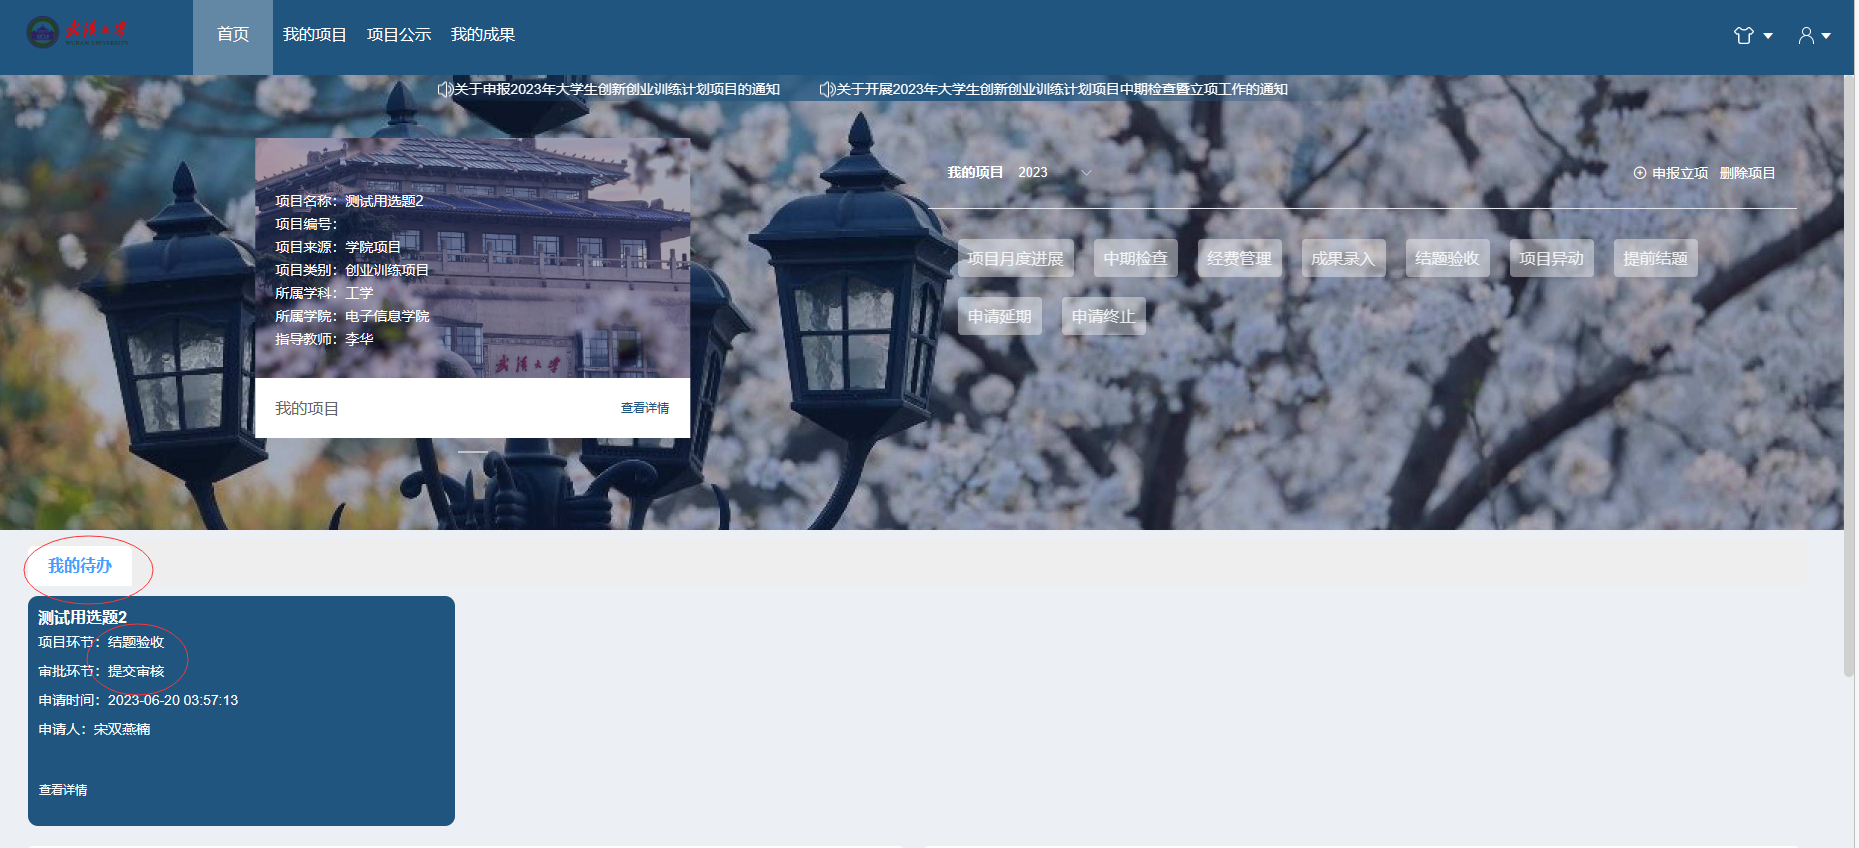 武汉大学
WUHAN UNIVERSITY
首页 我的项目 项目公示 我的成果
关于申报2023年大学生创新创业训练计划项目的通知 关于开展2023年大学生创新创业训练计划项目中期检查暨立项工作的通知
项目名称：测试用选题2
项目编号：
项目来源：学院项目
项目类别：创业训练项目
所属学科：工学
所属学院：电子信息学院
指导教师：李华
武汉大学
我的项目 查看详情
我的项目 2023 申报立项 删除项目
项目月度进展 中期检查 经费管理 成果录入 结题验收 项目异动 提前结题
申请延期 申请终止
我的待办
测试用选题2
项目环节：结题验收
审批环节：提交审核
申请时间：2023-06-20 03:57:13
申请人：宋双燕楠
查看详情